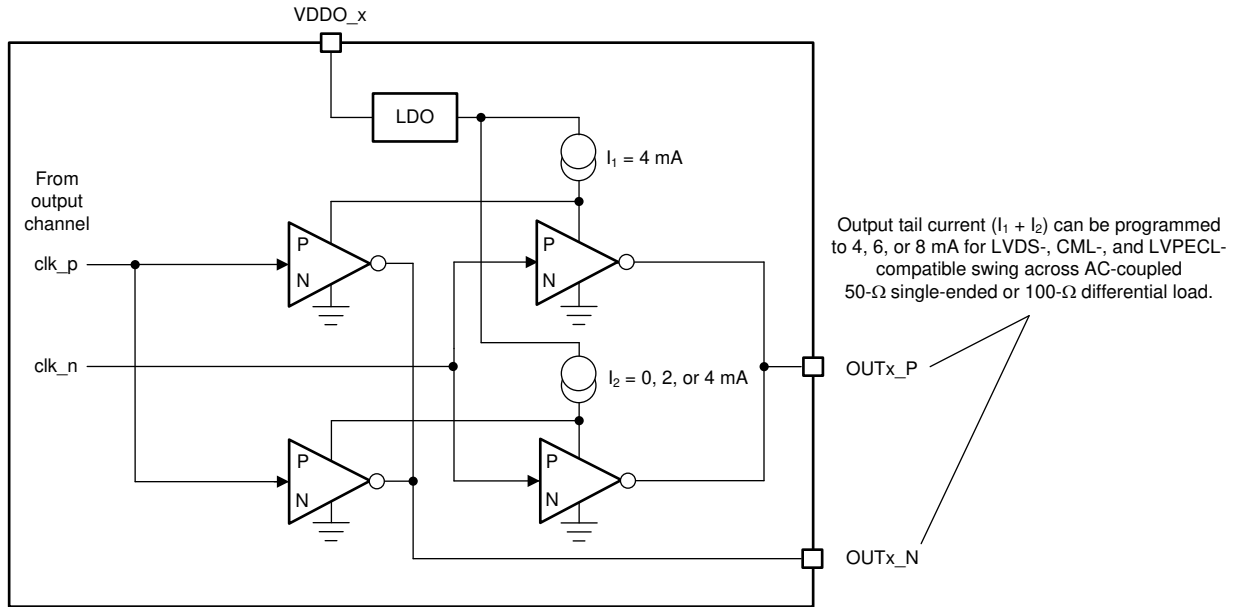 VDDO_x
LDO
I₁ = 4 mA
From
output
channel
P
N
P
N
clk_p
Output tail current (I₁ + I₂) can be programmed
to 4, 6, or 8 mA for LVDS-, CML-, and LVPECL-
compatible swing across AC-coupled
50-Ω single-ended or 100-Ω differential load.
clk_n
I₂ = 0, 2, or 4 mA
OUTx_P
P
N
P
N
OUTx_N